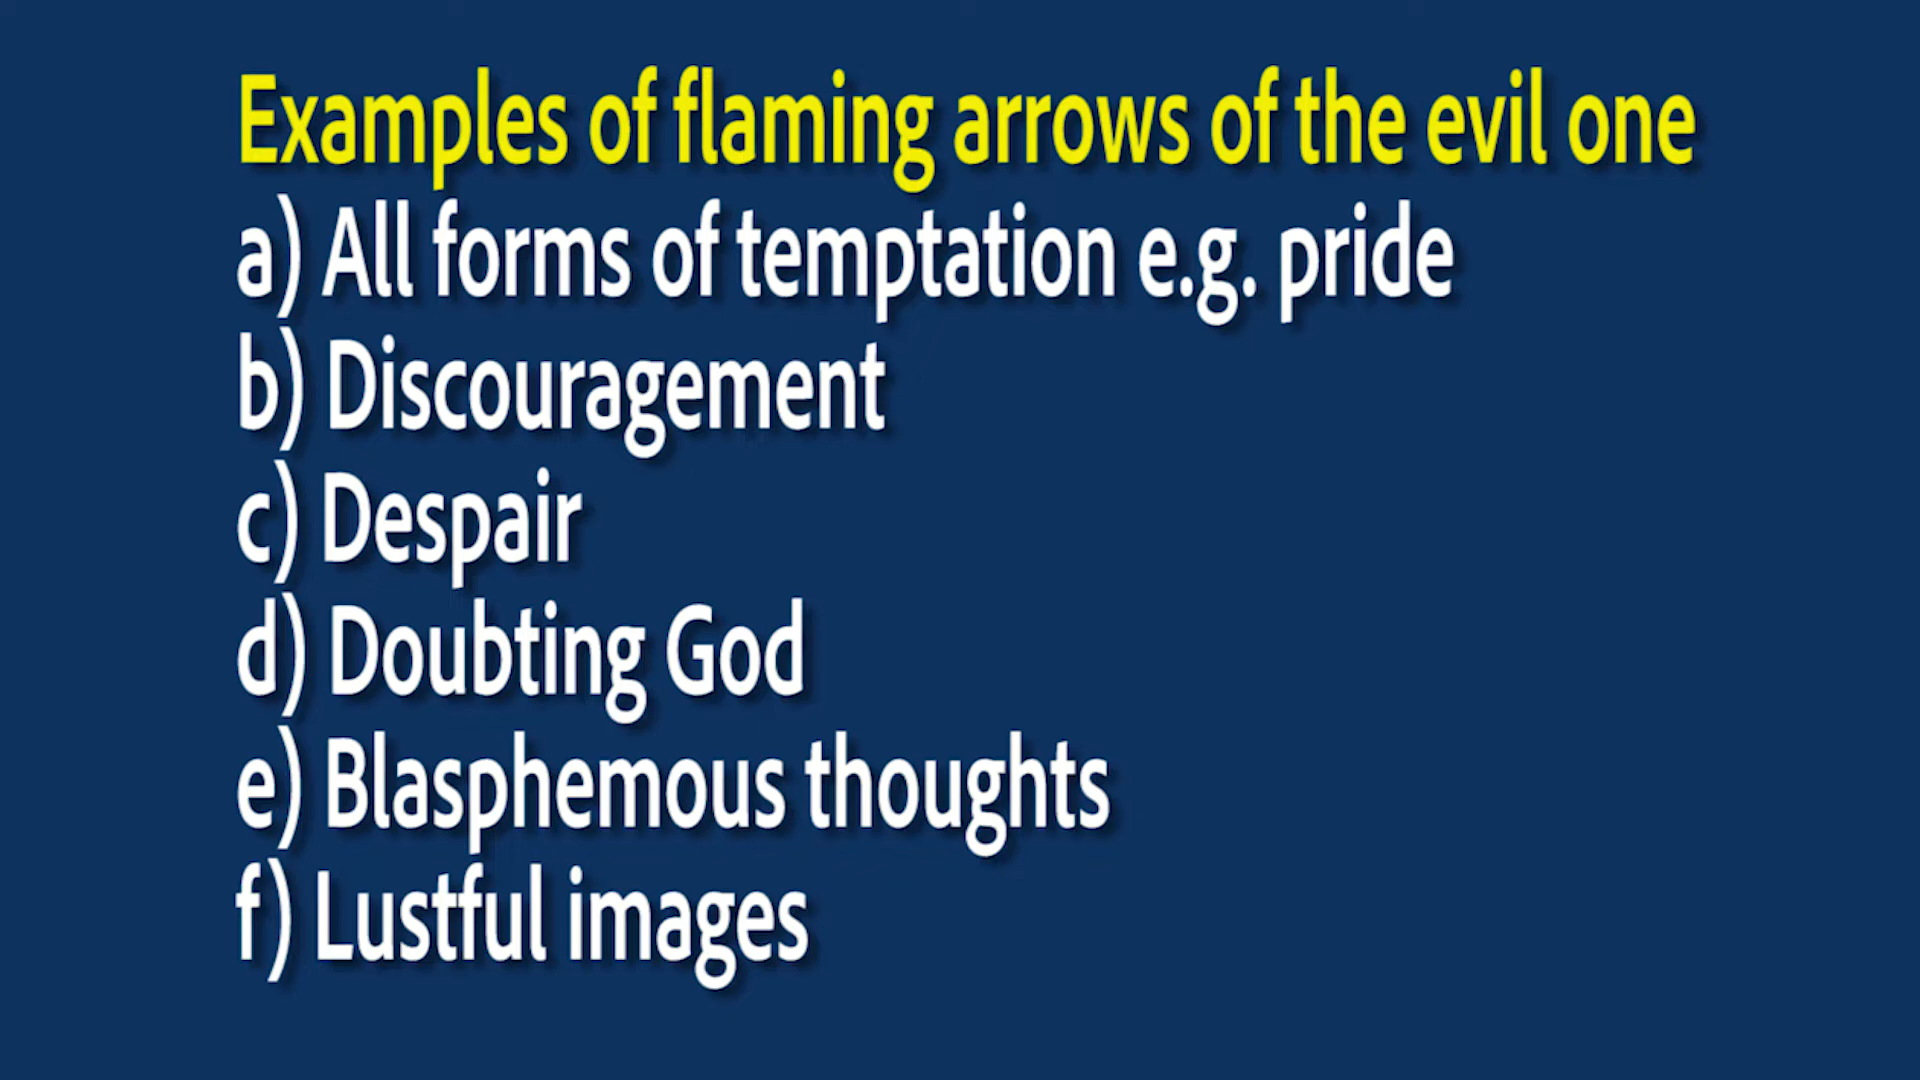 Examples of flaming arrows of the evil one
a) All forms of temptation e.g. pride
b) Discouragement
c) Despair
d) Doubting God
e) Blasphemous thoughts
f) Lustful images